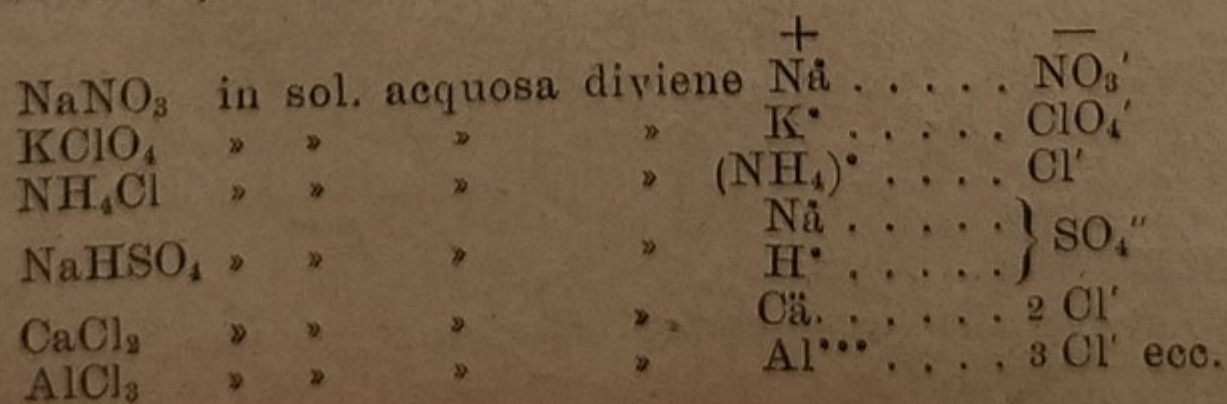 + —
NaNO₃ in sol. acquosa diviene Nȧ . . . . . NO₃′
KClO₄ » » » » K• . . . . . ClO₄′
NH₄Cl » » » » (NH₄)• . . . . Cl′
NaHSO₄ » » » » Nȧ . . . . . H• . . . . . } SO₄″
CaCl₂ » » » » Cä. . . . . . 2 Cl′
AlCl₃ » » » » Al••• . . . . 3 Cl′ ecc.